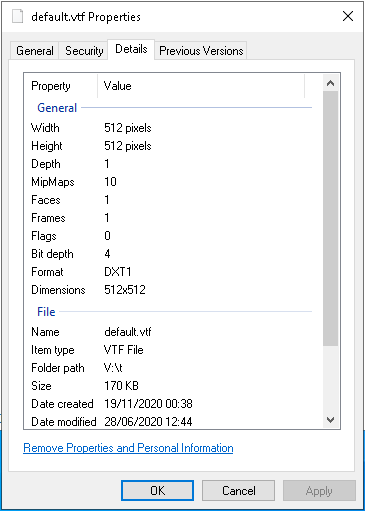 default.vtf Properties
General Security Details Previous Versions
Property Value
General
Width 512 pixels
Height 512 pixels
Depth 1
MipMaps 10
Faces 1
Frames 1
Flags 0
Bit depth 4
Format DXT1
Dimensions 512x512
File
Name default.vtf
Item type VTF File
Folder path V:\t
Size 170 KB
Date created 19/11/2020 00:38
Date modified 28/06/2020 12:44
Remove Properties and Personal Information
OK Cancel Apply